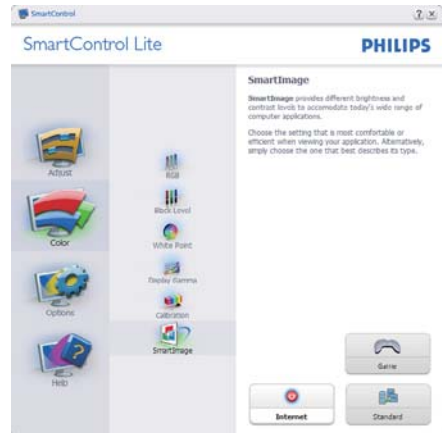 SmartControl
SmartControl Lite
PHILIPS
Adjust
Color
Options
Help
RGB
Black Level
White Point
Display Gamma
Calibration
SmartImage
SmartImage
SmartImage provides different brightness and
contrast levels to accomodate today's wide range of
computer applications.
Choose the setting that is most comfortable or
efficient when viewing your application. Alternatively,
simply choose the one that best describes its type.
Game
Internet
Standard